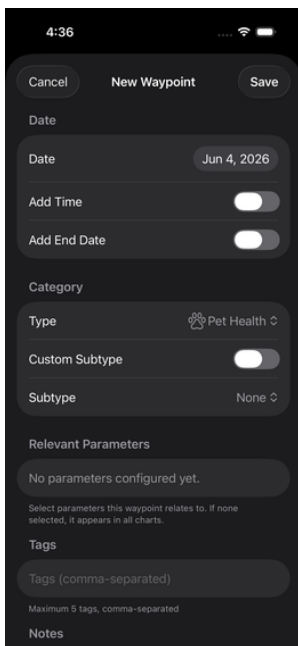 4:36
Cancel New Waypoint Save
Date
Date Jun 4, 2026
Add Time
Add End Date
Category
Type Pet Health
Custom Subtype
Subtype None
Relevant Parameters
No parameters configured yet.
Select parameters this waypoint relates to. If none
selected, it appears in all charts.
Tags
Tags (comma-separated)
Maximum 5 tags, comma-separated
Notes